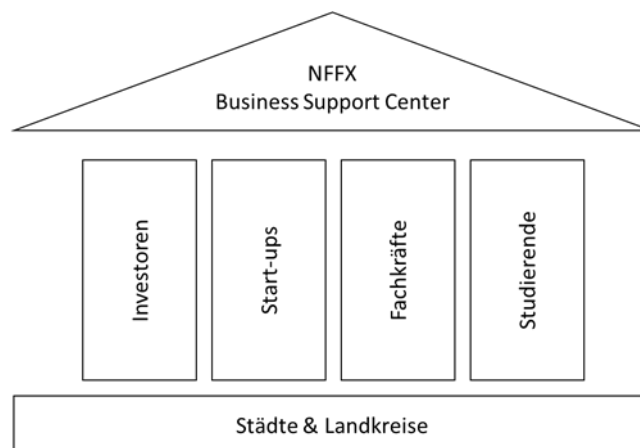 NFFX
Business Support Center
Investoren
Start-ups
Fachkräfte
Studierende
Städte & Landkreise